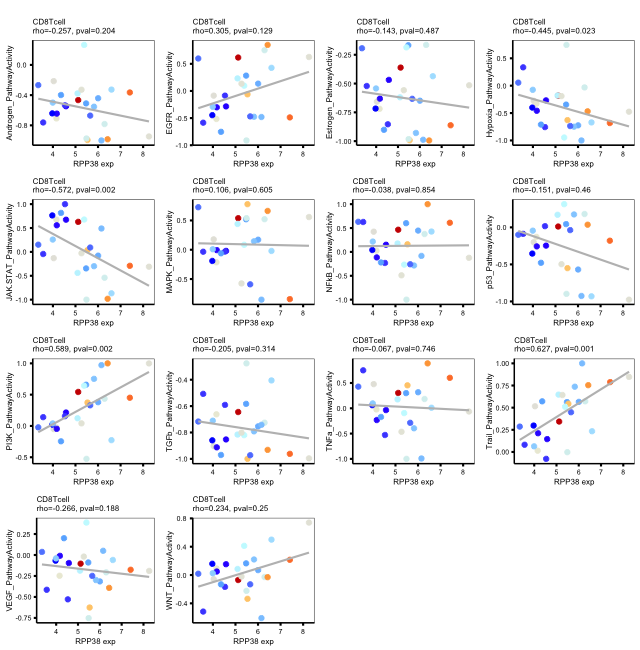 CD8Tcell
rho=-0.257, pval=0.204
Androgen_PathwayActivity
0.0
-0.4
-0.8
4 5 6 7 8
RPP38 exp
CD8Tcell
rho=0.305, pval=0.129
EGFR_PathwayActivity
1.0
0.5
0.0
-0.5
-1.0
4 5 6 7 8
RPP38 exp
CD8Tcell
rho=-0.143, pval=0.487
Estrogen_PathwayActivity
-0.25
-0.50
-0.75
-1.00
4 5 6 7 8
RPP38 exp
CD8Tcell
rho=-0.445, pval=0.023
Hypoxia_PathwayActivity
0.5
0.0
-0.5
-1.0
4 5 6 7 8
RPP38 exp
CD8Tcell
rho=-0.572, pval=0.002
JAK-STAT_PathwayActivity
1.0
0.5
0.0
-0.5
-1.0
4 5 6 7 8
RPP38 exp
CD8Tcell
rho=0.106, pval=0.605
MAPK_PathwayActivity
0.5
0.0
-0.5
4 5 6 7 8
RPP38 exp
CD8Tcell
rho=-0.038, pval=0.854
NFkB_PathwayActivity
1.0
0.5
0.0
-0.5
-1.0
4 5 6 7 8
RPP38 exp
CD8Tcell
rho=-0.151, pval=0.46
p53_PathwayActivity
0.0
-0.5
-1.0
4 5 6 7 8
RPP38 exp
CD8Tcell
rho=0.589, pval=0.002
PI3K_PathwayActivity
1.0
0.5
0.0
-0.5
4 5 6 7 8
RPP38 exp
CD8Tcell
rho=-0.205, pval=0.314
TGFb_PathwayActivity
-0.4
-0.6
-0.8
-1.0
4 5 6 7 8
RPP38 exp
CD8Tcell
rho=-0.067, pval=0.746
TNFa_PathwayActivity
0.5
0.0
-0.5
-1.0
4 5 6 7 8
RPP38 exp
CD8Tcell
rho=0.627, pval=0.001
Trail_PathwayActivity
1.00
0.75
0.50
0.25
0.00
4 5 6 7 8
RPP38 exp
CD8Tcell
rho=-0.266, pval=0.188
VEGF_PathwayActivity
0.25
0.00
-0.25
-0.50
-0.75
4 5 6 7 8
RPP38 exp
CD8Tcell
rho=0.234, pval=0.25
WNT_PathwayActivity
0.8
0.4
0.0
-0.4
4 5 6 7 8
RPP38 exp